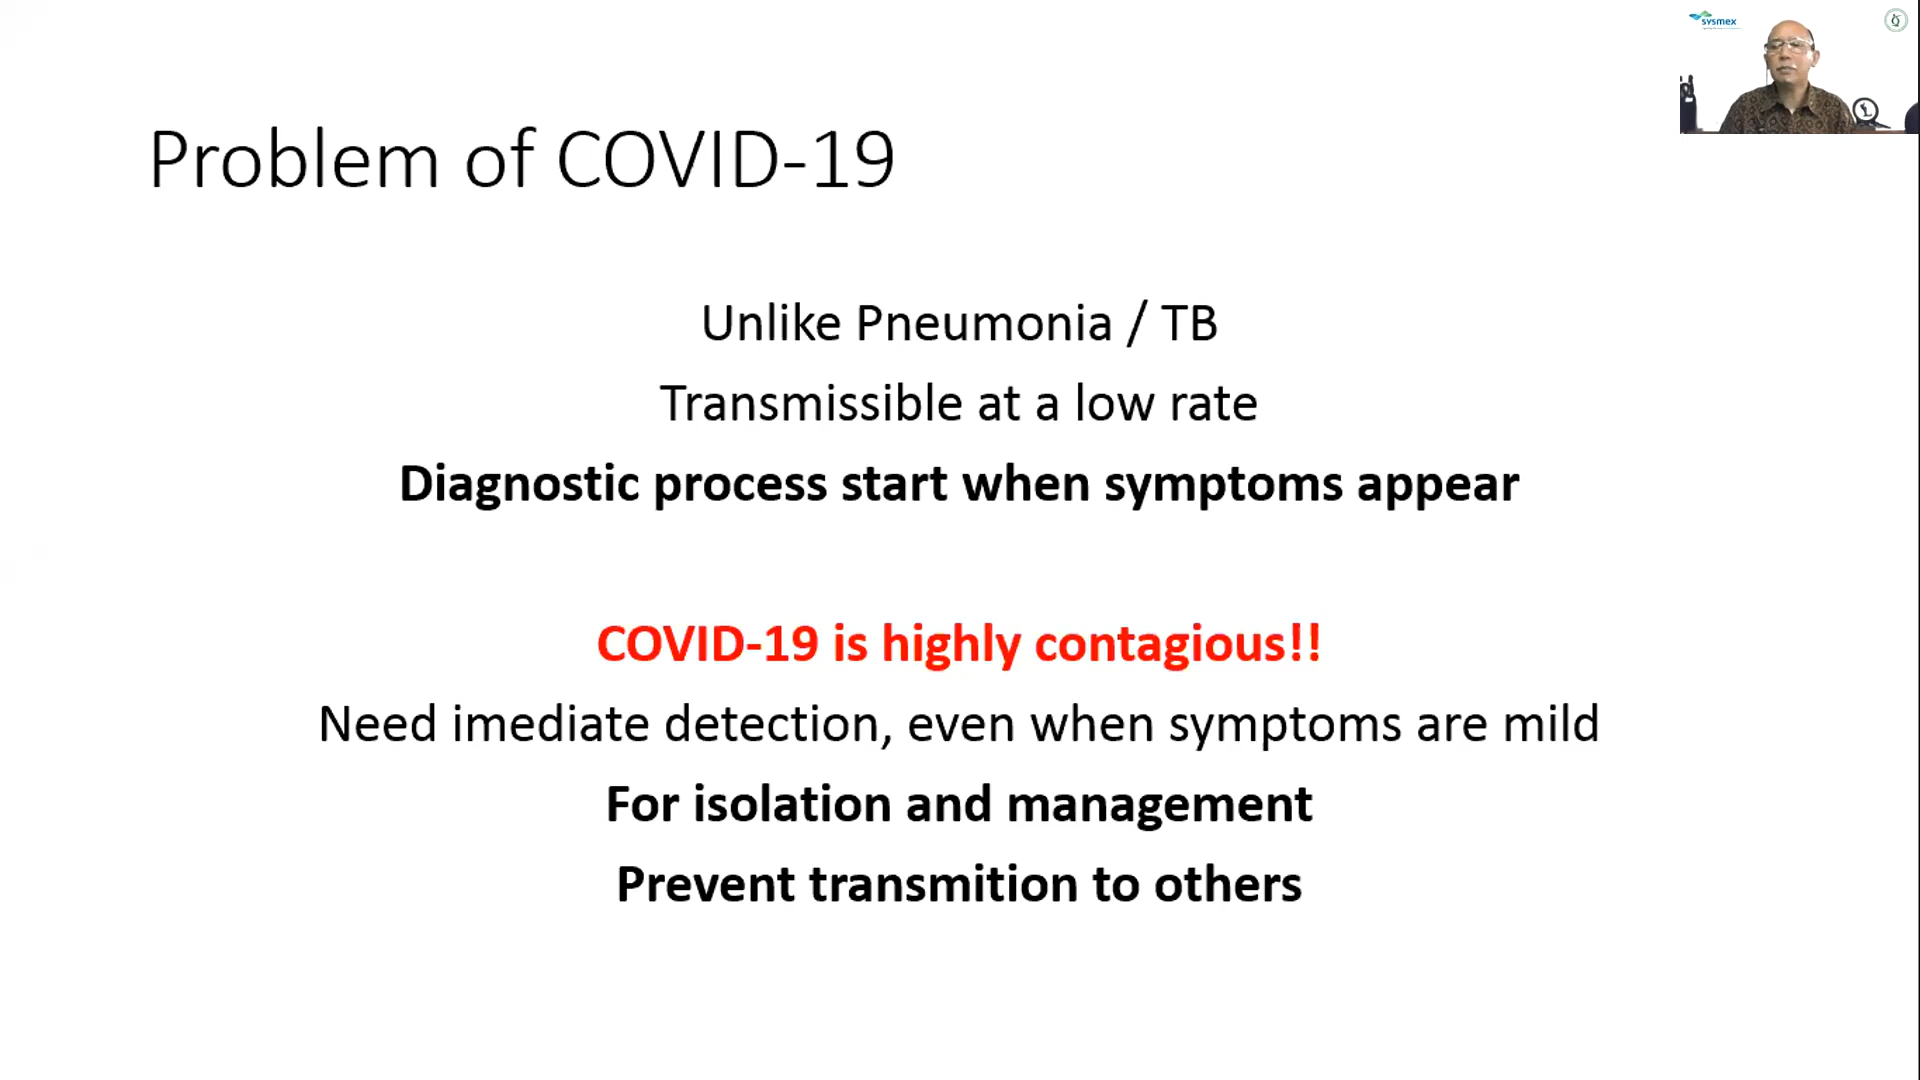 sysmex
Problem of COVID-19
Unlike Pneumonia / TB
Transmissible at a low rate
Diagnostic process start when symptoms appear
COVID-19 is highly contagious!!
Need imediate detection, even when symptoms are mild
For isolation and management
Prevent transmition to others